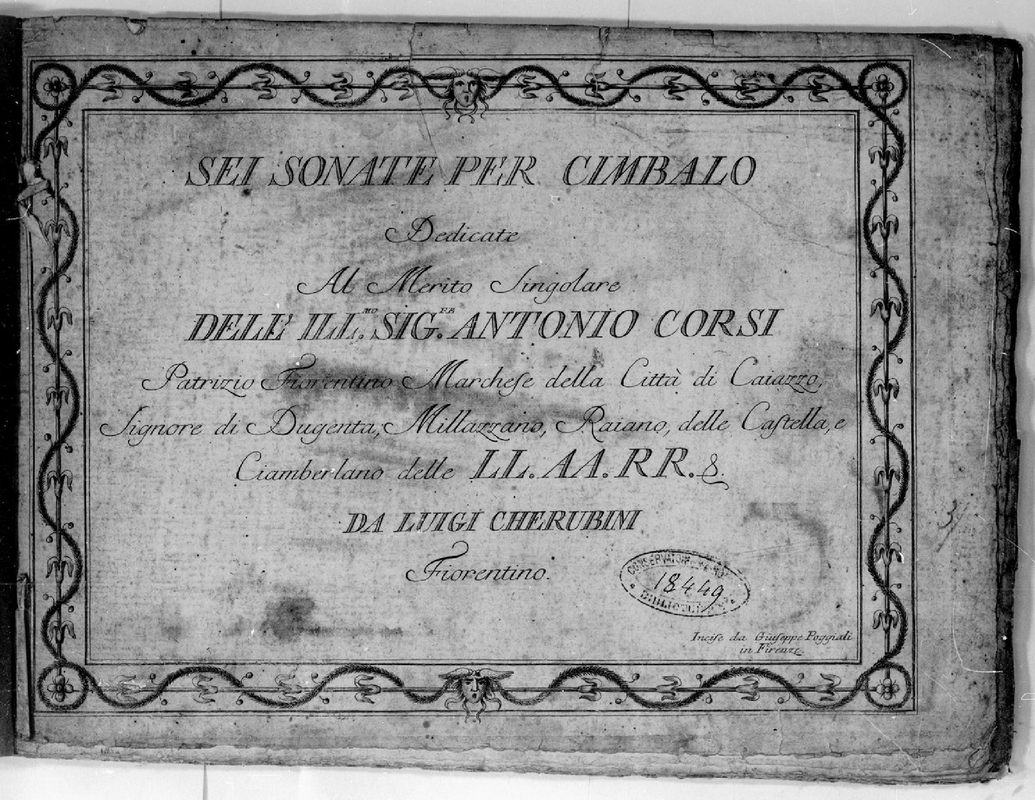 SEI SONATE PER CIMBALO
Dedicate
Al Merito Singolare
DELL' ILL.MO SIG.RE ANTONIO CORSI
Patrizio Fiorentino Marchese della Città di Caiazzo,
Signore di Dugenta, Millazzano, Raiano, delle Castella, e
Ciamberlano delle LL. AA. RR. &.
DA LUIGI CHERUBINI
Fiorentino.
18449
Incise da Giuseppe Poggiali
in Firenze.